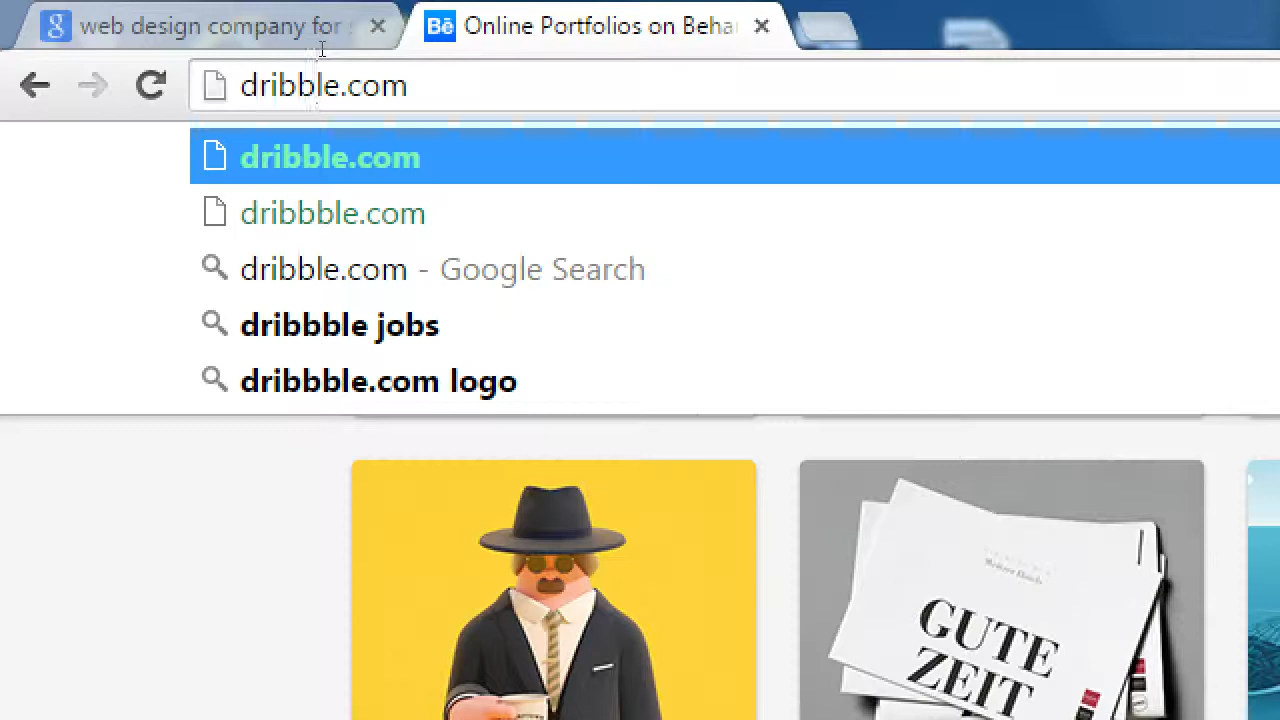 web design company for
Bē Online Portfolios on Beha
dribble.com
dribble.com
dribbble.com
dribble.com - Google Search
dribbble jobs
dribbble.com logo
GUTE
ZEIT